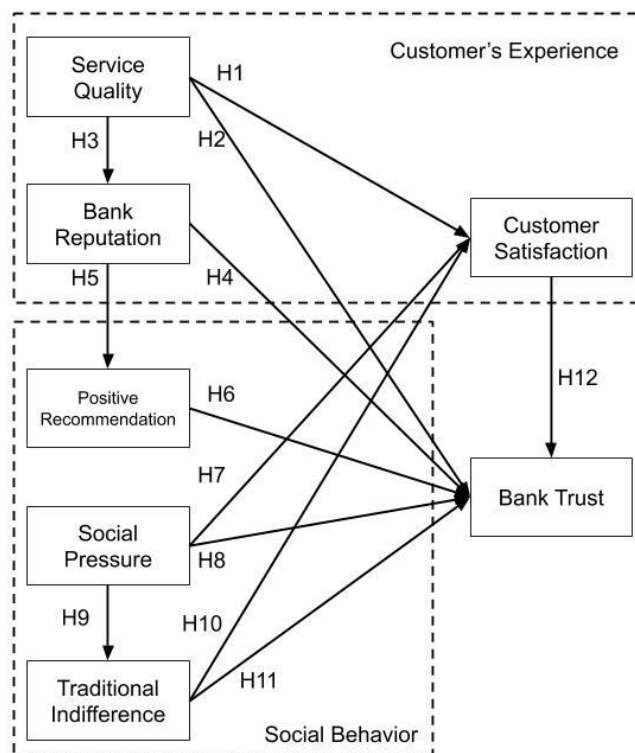 Customer's Experience
Service
Quality
H1
H2
H3
Bank
Reputation
Customer
Satisfaction
H4
H5
Positive
Recommendation
H6
H12
H7
Bank Trust
Social
Pressure
H8
H9
H10
Traditional
Indifference
H11
Social Behavior